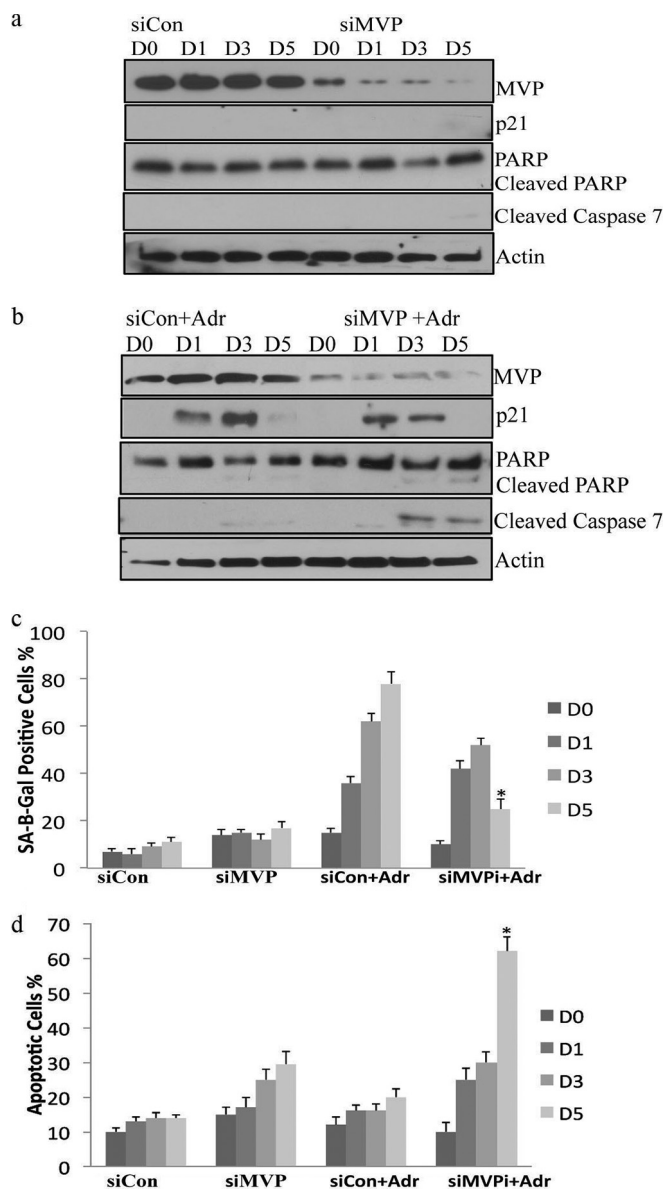 a
siCon siMVP
D0 D1 D3 D5 D0 D1 D3 D5
MVP
p21
PARP
Cleaved PARP
Cleaved Caspase 7
Actin
b
siCon+Adr siMVP +Adr
D0 D1 D3 D5 D0 D1 D3 D5
MVP
p21
PARP
Cleaved PARP
Cleaved Caspase 7
Actin
c
SA-B-Gal Positive Cells %
100
80
60
40
20
0
*
siCon siMVP siCon+Adr siMVPi+Adr
D0
D1
D3
D5
d
Apoptotic Cells %
70
60
50
40
30
20
10
0
*
siCon siMVP siCon+Adr siMVPi+Adr
D0
D1
D3
D5